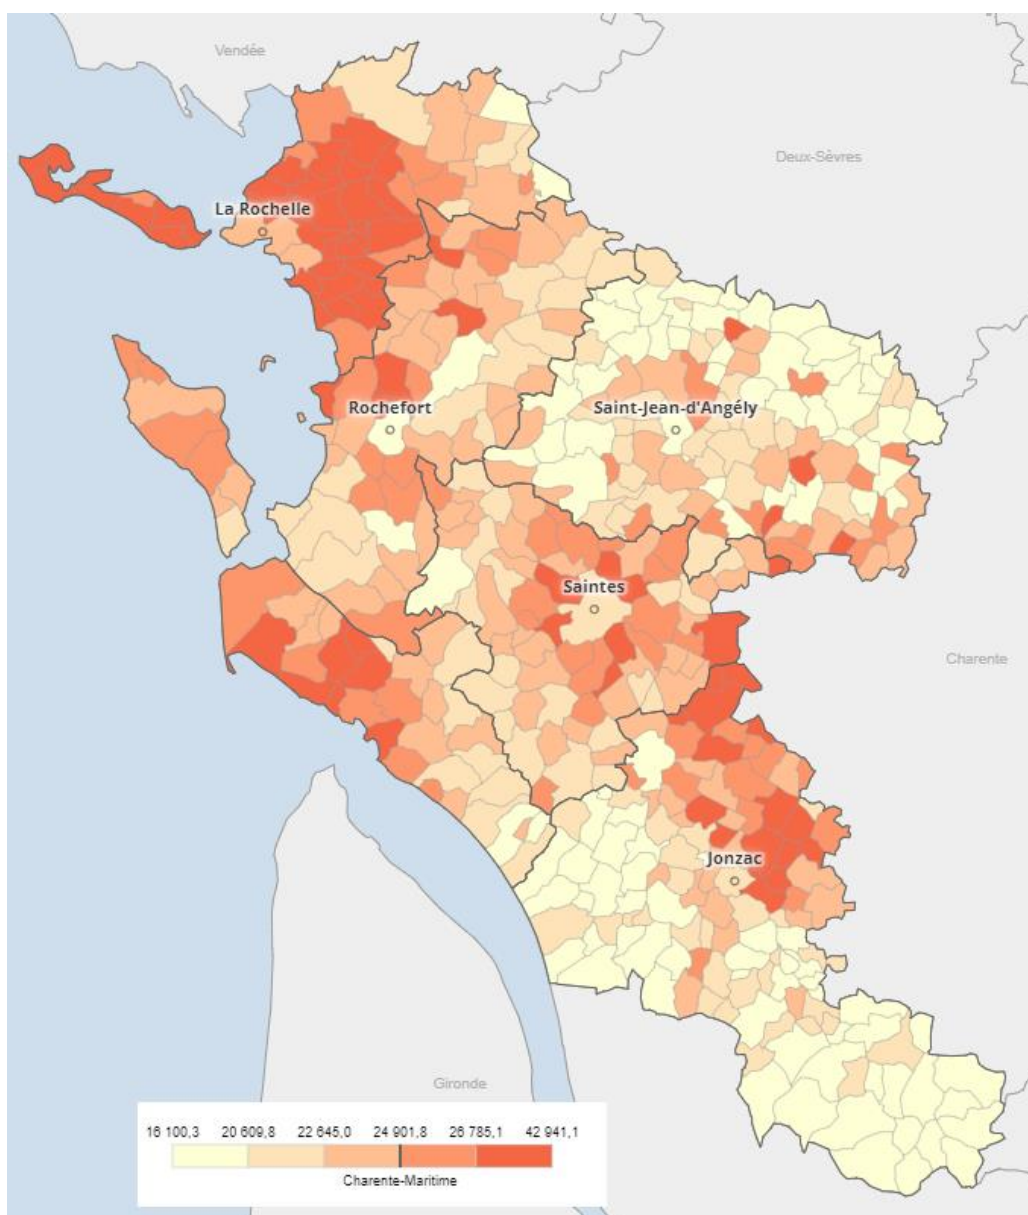 Vendée
Deux-Sèvres
La Rochelle
Rochefort
Saint-Jean-d'Angély
Saintes
Charente
Jonzac
Gironde
16 100,3 20 609,8 22 645,0 24 901,8 26 785,1 42 941,1
Charente-Maritime